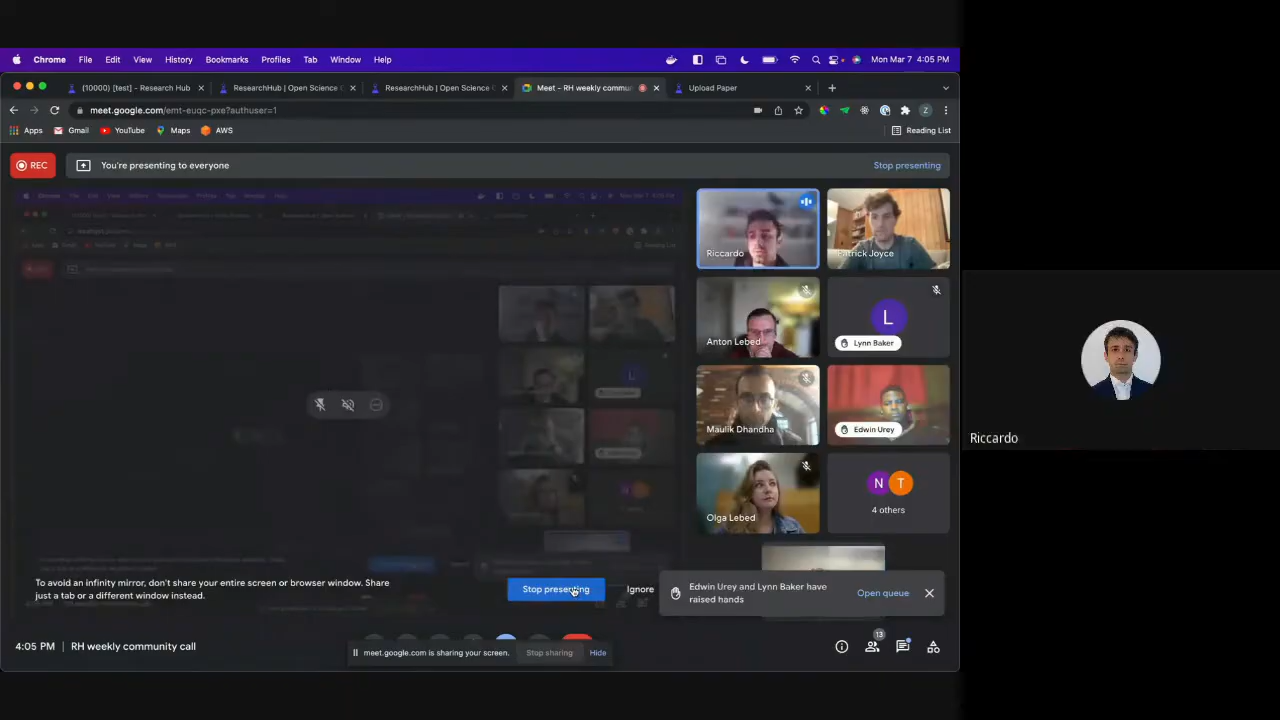 Chrome File Edit View History Bookmarks Profiles Tab Window Help
Mon Mar 7 4:05 PM
(10000) [test] - Research Hub
ResearchHub | Open Science C
ResearchHub | Open Science C
Meet - RH weekly commu
Upload Paper
meet.google.com/emt-euqc-pxe?authuser=1
Z
Apps Gmail YouTube Maps AWS Reading List
REC
You're presenting to everyone
Stop presenting
Riccardo
Patrick Joyce
Anton Lebed
L
Lynn Baker
Maulik Dhandha
Edwin Urey
Olga Lebed
N T
4 others
Riccardo
To avoid an infinity mirror, don't share your entire screen or browser window. Share
just a tab or a different window instead.
Stop presenting
Ignore
Edwin Urey and Lynn Baker have
raised hands
Open queue
4:05 PM | RH weekly community call
meet.google.com is sharing your screen.
Stop sharing
Hide
13